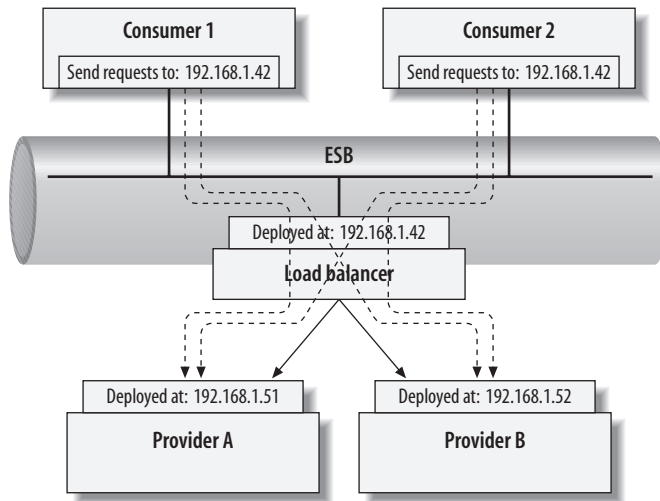 Consumer 1
Send requests to: 192.168.1.42
Consumer 2
Send requests to: 192.168.1.42
ESB
Deployed at: 192.168.1.42
Load balancer
Deployed at: 192.168.1.51
Provider A
Deployed at: 192.168.1.52
Provider B